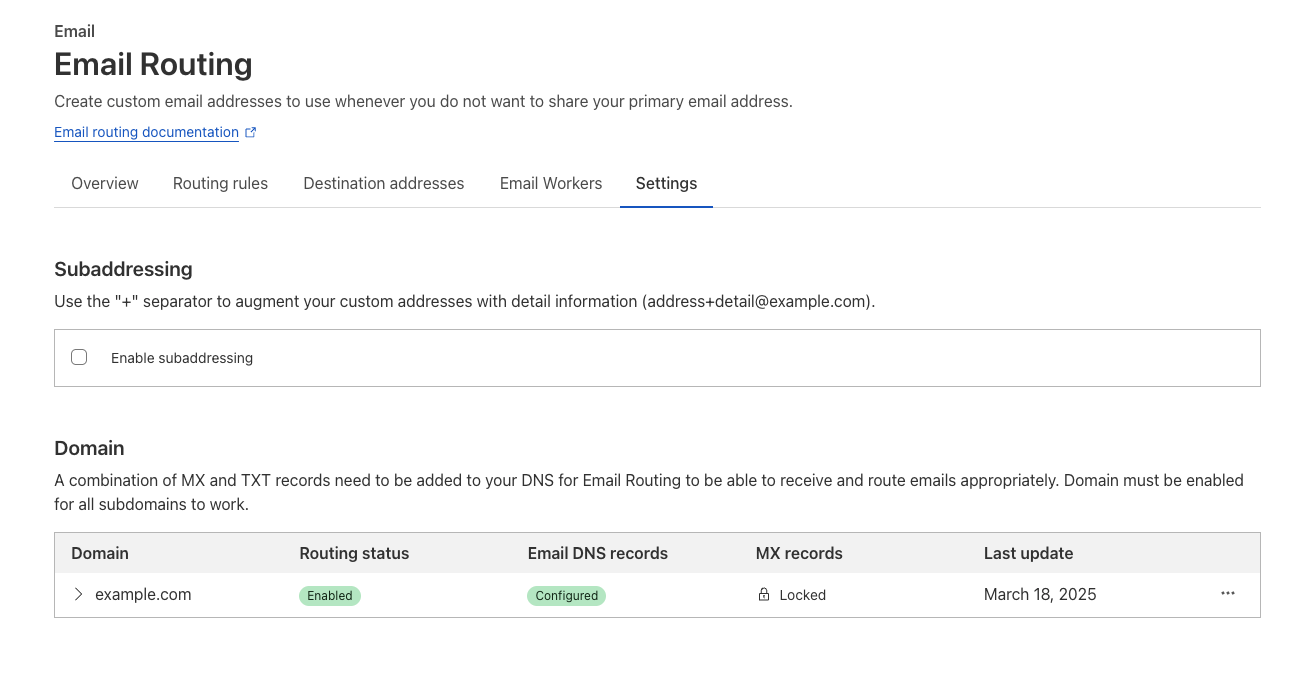 Email
Email Routing
Create custom email addresses to use whenever you do not want to share your primary email address.
Email routing documentation
Overview Routing rules Destination addresses Email Workers Settings
Subaddressing
Use the "+" separator to augment your custom addresses with detail information (address+detail@example.com).
Enable subaddressing
Domain
A combination of MX and TXT records need to be added to your DNS for Email Routing to be able to receive and route emails appropriately. Domain must be enabled
for all subdomains to work.
Domain Routing status Email DNS records MX records Last update
example.com Enabled Configured Locked March 18, 2025